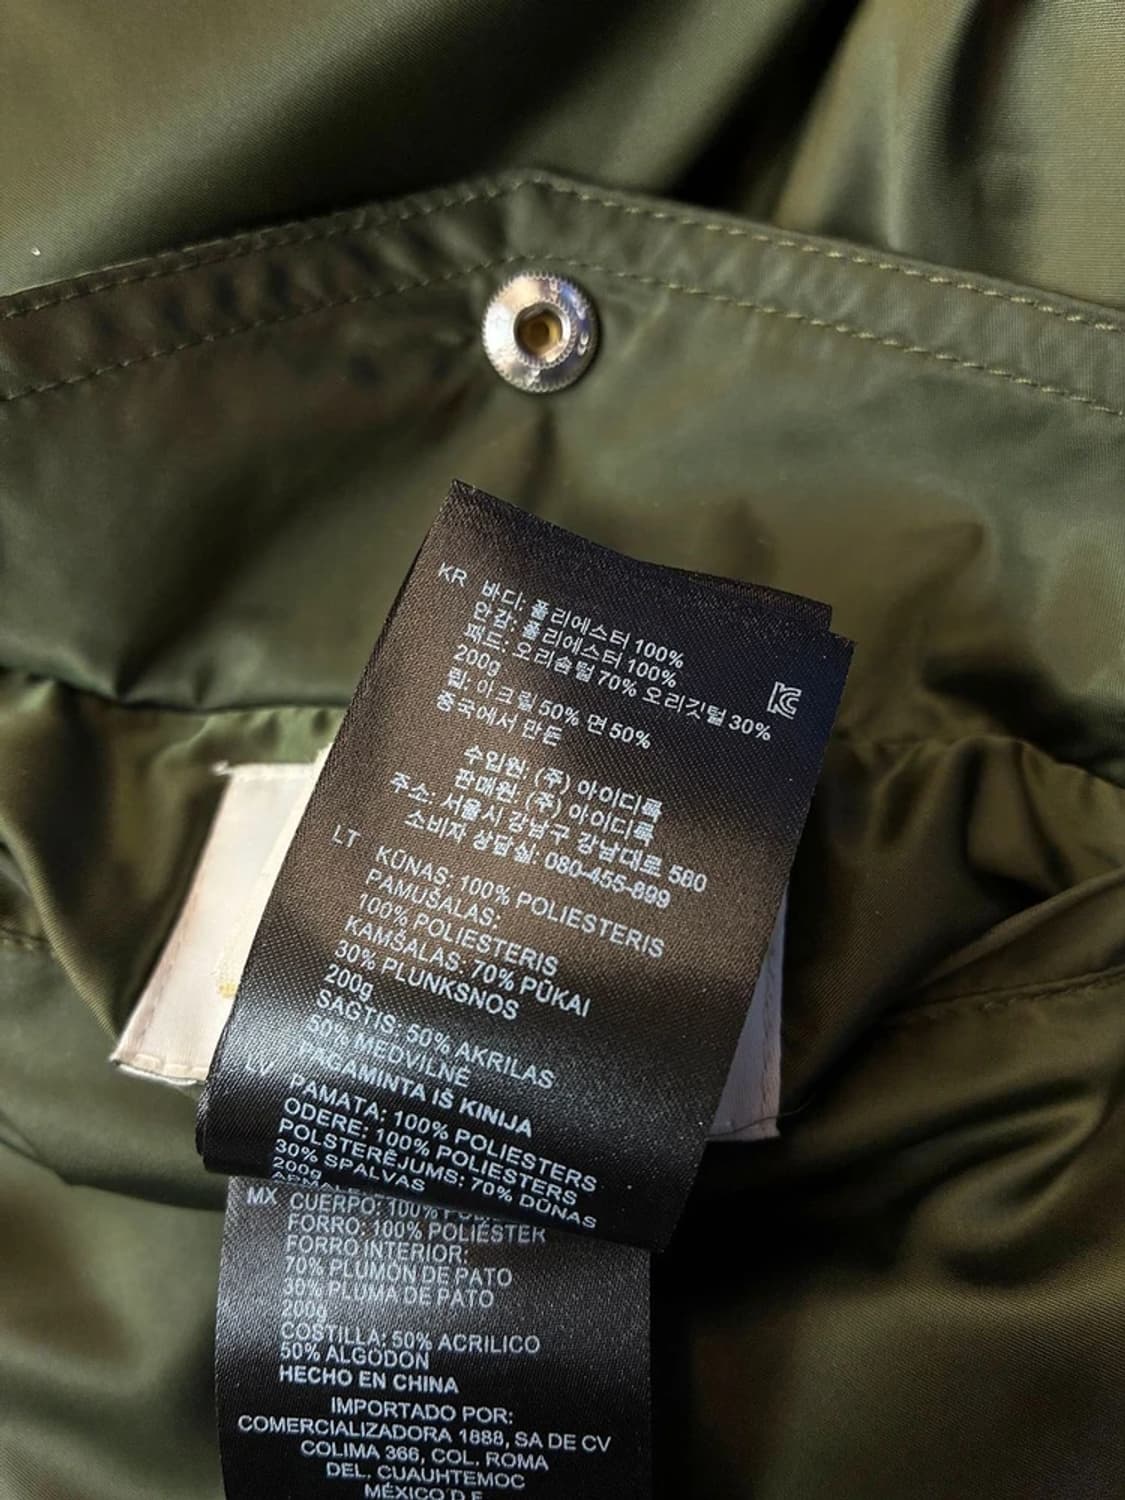 KR 바디: 폴리에스터 100%
안감: 폴리에스터 100%
패드: 오리솜털 70% 오리깃털 30%
200g
립: 아크릴 50% 면 50%
중국에서 만든
수입원: (주) 아이디룩
판매원: (주) 아이디룩
주소: 서울시 강남구 강남대로 580
소비자 상담실: 080-455-899
LT KŪNAS: 100% POLIESTERIS
PAMUŠALAS:
100% POLIESTERIS
KAMŠALAS: 70% PŪKAI
30% PLUNKSNOS
200g
SAGTIS: 50% AKRILAS
50% MEDVILNĖ
PAGAMINTA IŠ KINIJA
LV PAMATA: 100% POLIESTERS
ODERE: 100% POLIESTERS
POLSTERĒJUMS: 70% DŪNAS
30% SPALVAS
200g
MX CUERPO: 100%
FORRO: 100% POLIÉSTER
FORRO INTERIOR:
70% PLUMÓN DE PATO
30% PLUMA DE PATO
200g
COSTILLA: 50% ACRILICO
50% ALGODÓN
HECHO EN CHINA
IMPORTADO POR:
COMERCIALIZADORA 1888, SA DE CV
COLIMA 366, COL. ROMA
DEL. CUAUHTEMOC
MÉXICO D.F.